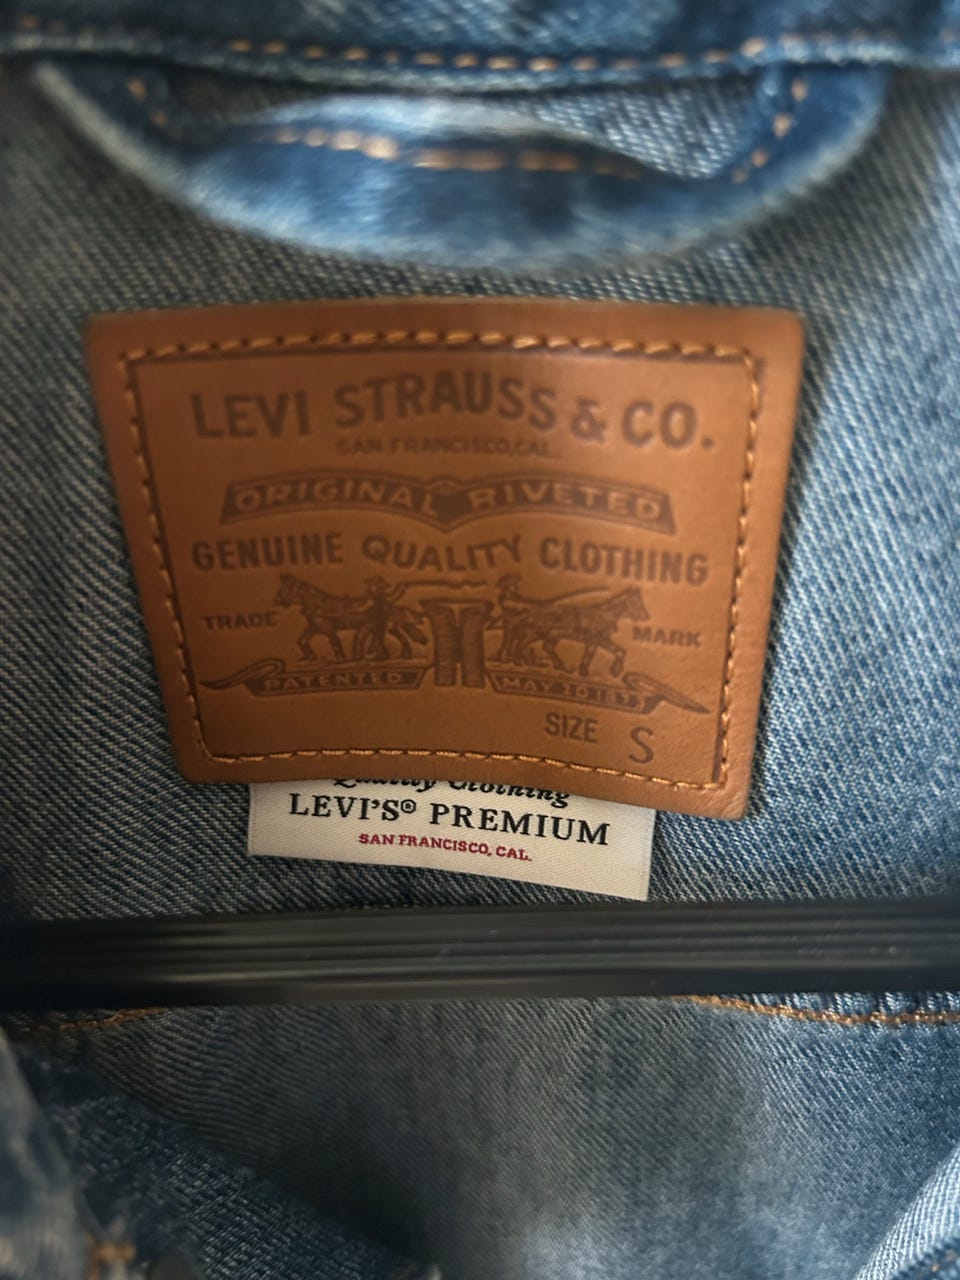 LEVI STRAUSS & CO.
SAN FRANCISCO, CAL.
ORIGINAL RIVETED
GENUINE QUALITY CLOTHING
TRADE MARK
PATENTED MAY 20 1873
SIZE S
Quality Clothing
LEVI'S® PREMIUM
SAN FRANCISCO, CAL.